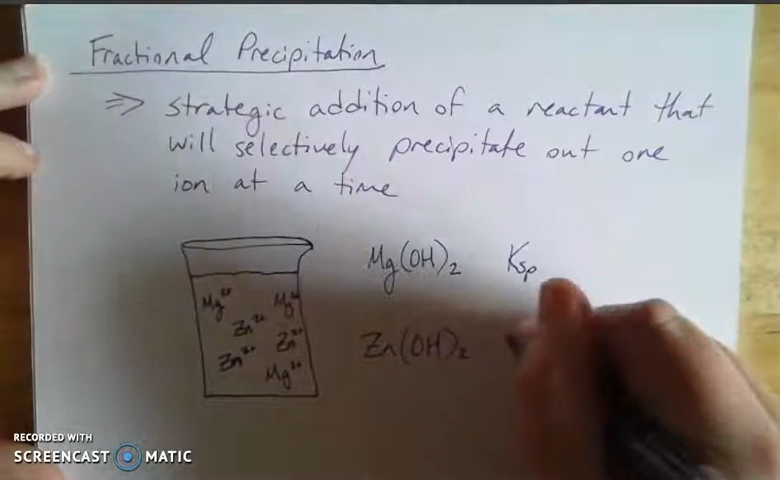 Fractional Precipitation
⇒ strategic addition of a reactant that
will selectively precipitate out one
ion at a time
Mg(OH)₂ Ksp
Mg²⁺ Mg²⁺
Zn²⁺
Zn²⁺ Zn²⁺
Mg²⁺
Zn(OH)₂
RECORDED WITH
SCREENCAST MATIC